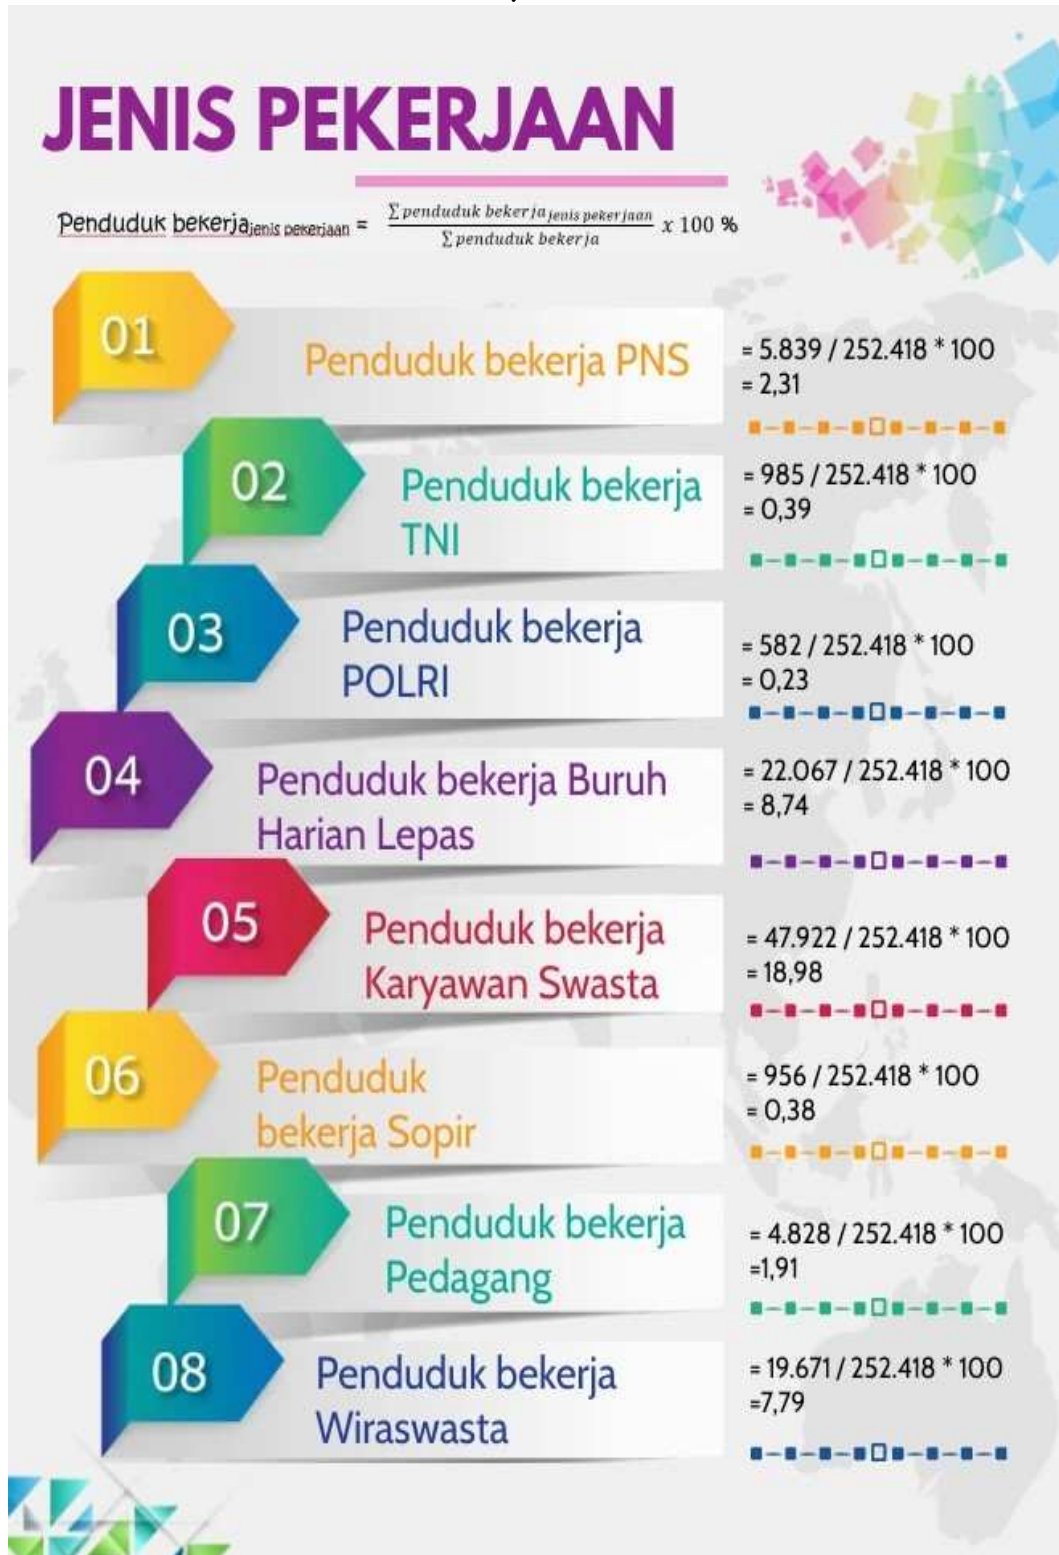 JENIS PEKERJAAN
Penduduk bekerja jenis pekerjaan = ∑ penduduk bekerja jenis pekerjaan / ∑ penduduk bekerja x 100 %
01
Penduduk bekerja PNS
= 5.839 / 252.418 * 100
= 2,31
02
Penduduk bekerja
TNI
= 985 / 252.418 * 100
= 0,39
03
Penduduk bekerja
POLRI
= 582 / 252.418 * 100
= 0,23
04
Penduduk bekerja Buruh
Harian Lepas
= 22.067 / 252.418 * 100
= 8,74
05
Penduduk bekerja
Karyawan Swasta
= 47.922 / 252.418 * 100
= 18,98
06
Penduduk
bekerja Sopir
= 956 / 252.418 * 100
= 0,38
07
Penduduk bekerja
Pedagang
= 4.828 / 252.418 * 100
=1,91
08
Penduduk bekerja
Wiraswasta
= 19.671 / 252.418 * 100
=7,79